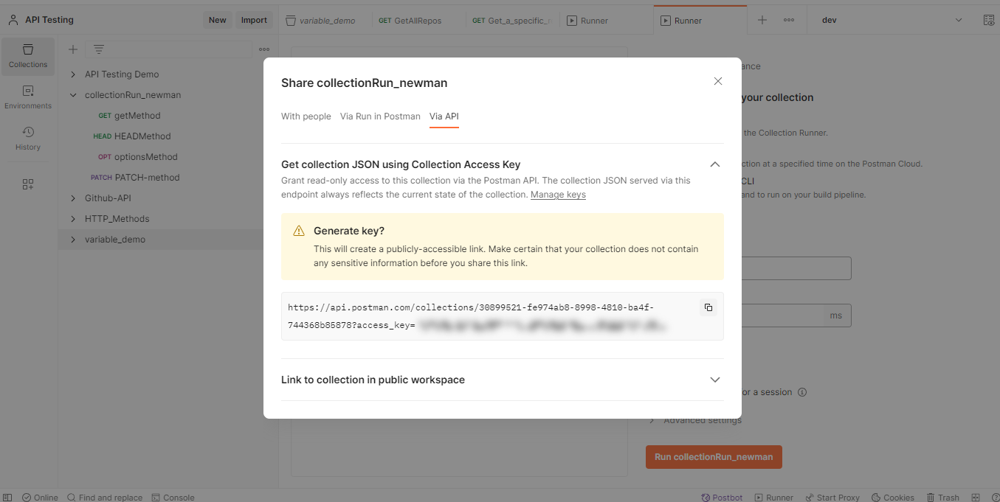 API Testing
New
Import
variable_demo
GET GetAllRepos
GET Get_a_specific_r
Runner
Runner
dev
Collections
Environments
History
API Testing Demo
collectionRun_newman
GET getMethod
HEAD HEADMethod
OPT optionsMethod
PATCH PATCH-method
Github-API
HTTP_Methods
variable_demo
Share collectionRun_newman
With people
Via Run in Postman
Via API
Get collection JSON using Collection Access Key
Grant read-only access to this collection via the Postman API. The collection JSON served via this
endpoint always reflects the current state of the collection. Manage keys
Generate key?
This will create a publicly-accessible link. Make certain that your collection does not contain
any sensitive information before you share this link.
https://api.postman.com/collections/30899521-fe974ab8-8998-4810-ba4f-
744368b85878?access_key=
Link to collection in public workspace
ance
your collection
the Collection Runner.
ction at a specified time on the Postman Cloud.
CLI
and to run on your build pipeline.
ms
or a session
Advanced settings
Run collectionRun_newman
Online
Find and replace
Console
Postbot
Runner
Start Proxy
Cookies
Trash